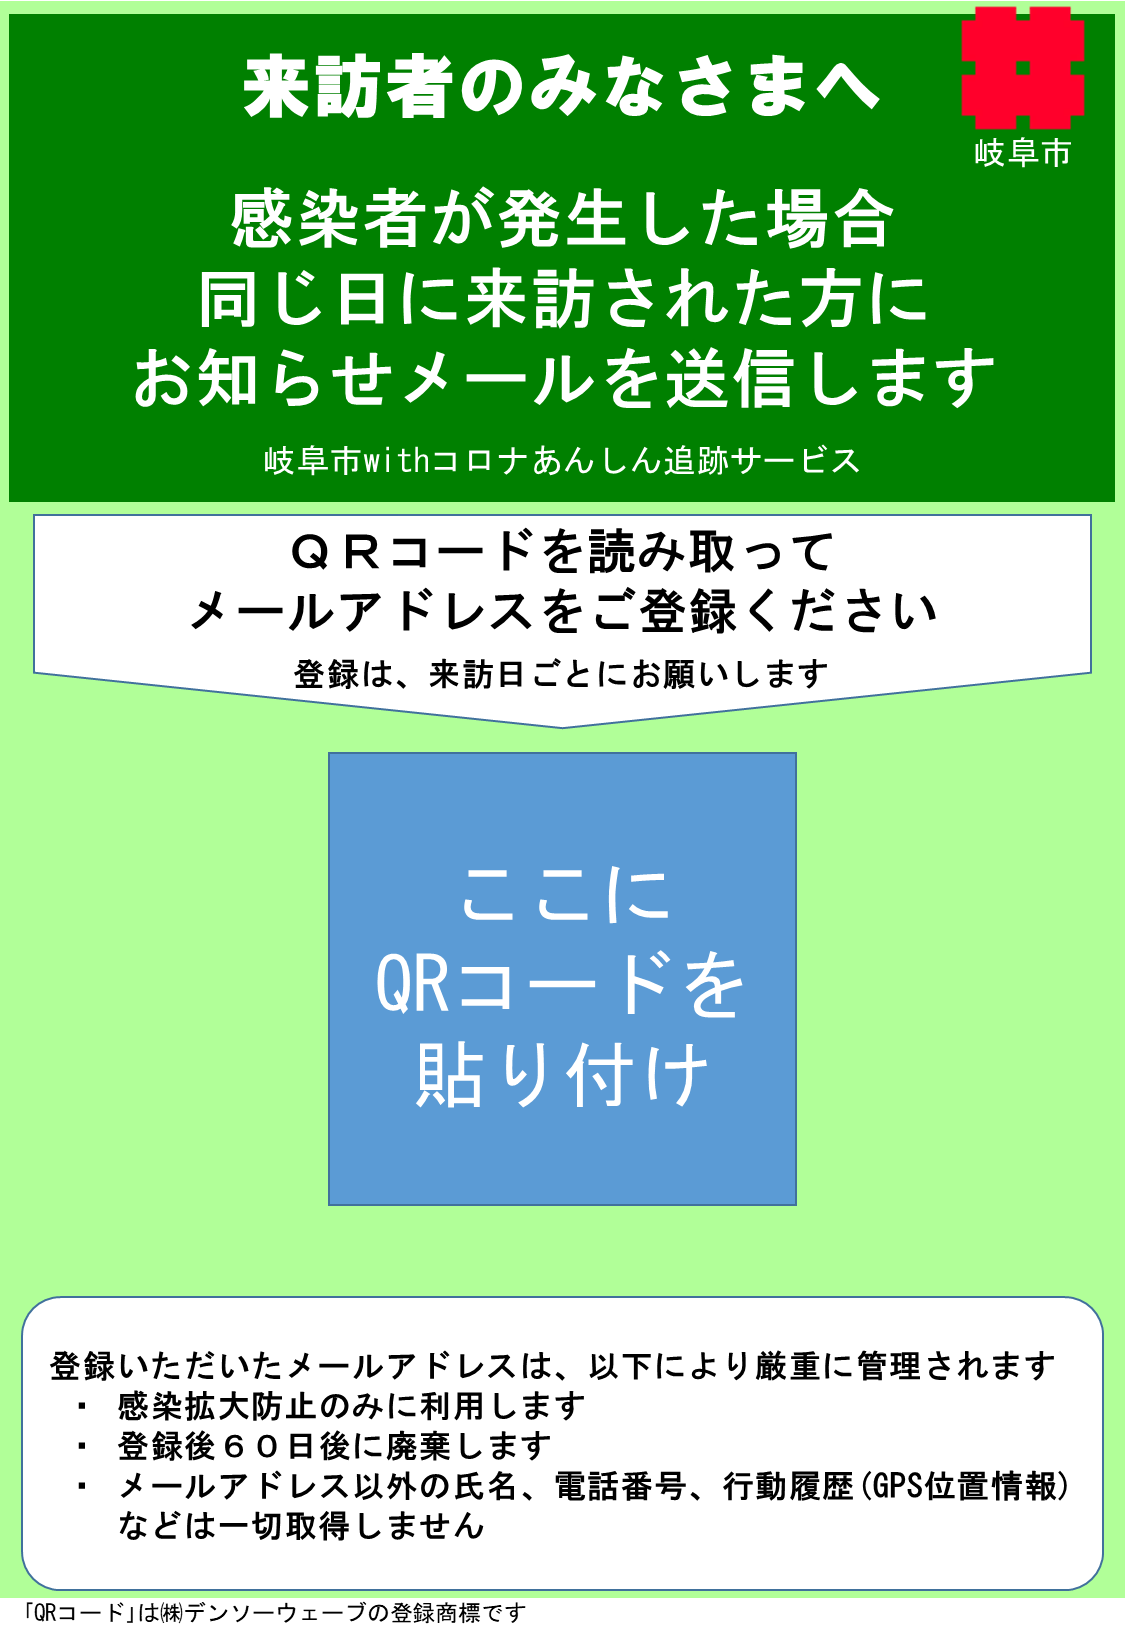 来訪者のみなさまへ
岐阜市
感染者が発生した場合
同じ日に来訪された方に
お知らせメールを送信します
岐阜市withコロナあんしん追跡サービス
ＱＲコードを読み取って
メールアドレスをご登録ください
登録は、来訪日ごとにお願いします
ここに
QRコードを
貼り付け
登録いただいたメールアドレスは、以下により厳重に管理されます
・ 感染拡大防止のみに利用します
・ 登録後６０日後に廃棄します
・ メールアドレス以外の氏名、電話番号、行動履歴(GPS位置情報)
などは一切取得しません
｢QRコード｣は㈱デンソーウェーブの登録商標です